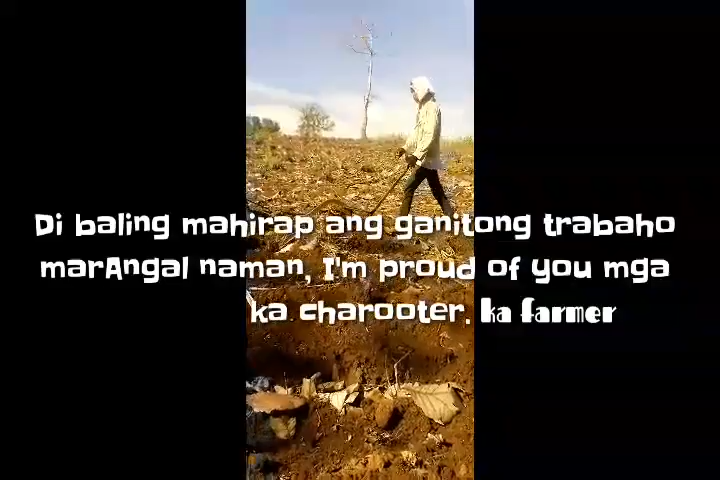 Di baling mahirap ang ganitong trabaho
marAngal naman, I'm proud of you mga
ka charooter. ka farmer